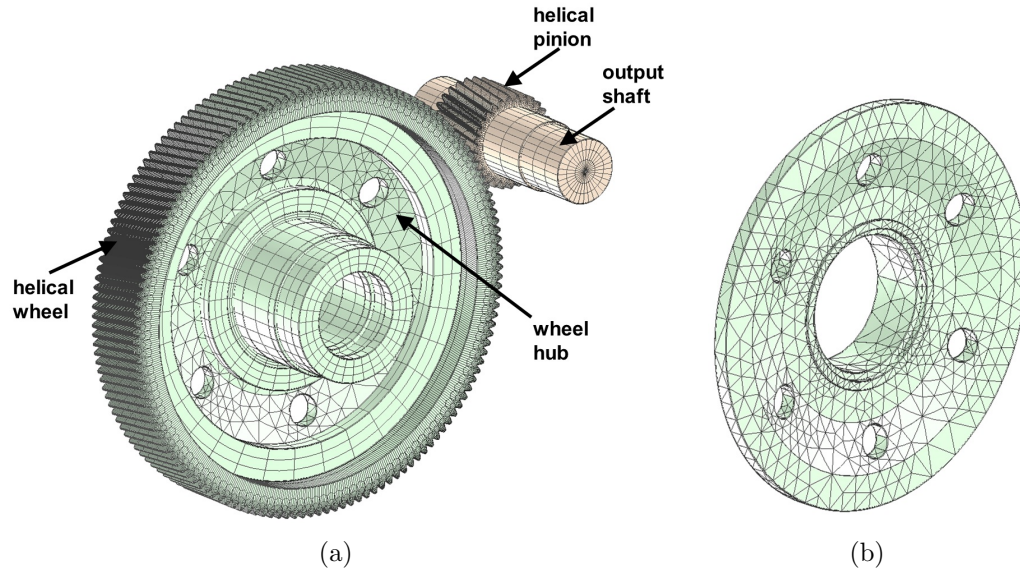 helical
pinion
output
shaft
helical
wheel
wheel
hub
(a)
(b)